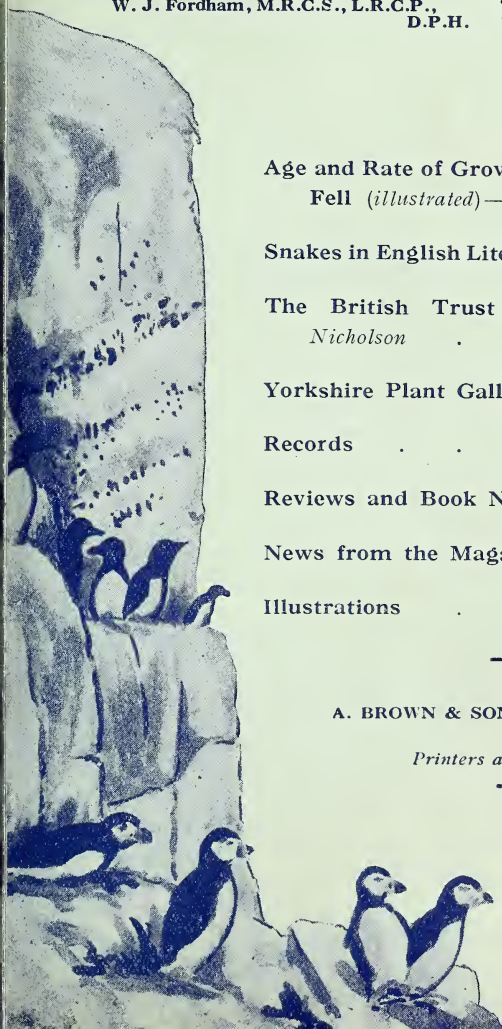 W. J. Fordham, M.R.C.S., L.R.C.P.,
D.P.H.
Age and Rate of Grow
Fell (illustrated)—
Snakes in English Lite
The British Trust
Nicholson .
Yorkshire Plant Gall
Records . .
Reviews and Book N
News from the Maga
Illustrations .
A. BROWN & SON
Printers a